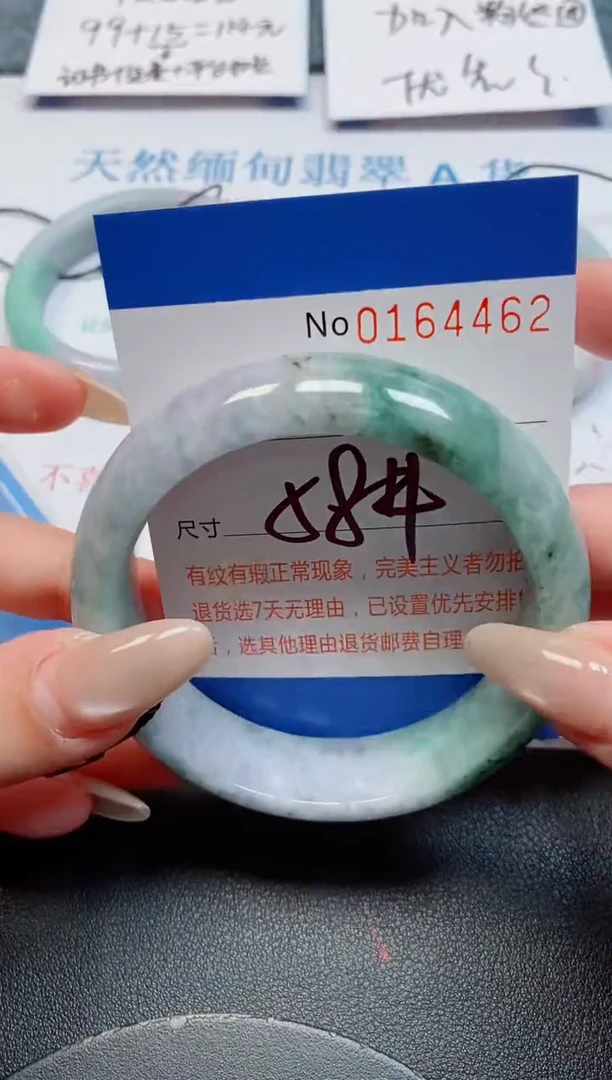 99+15=114元
加入粉丝团
优先
天然缅甸翡翠A货
No0164462
尺寸 58#
有纹有瑕正常现象，完美主义者勿拍
退货选7天无理由，已设置优先安排
，选其他理由退货邮费自理